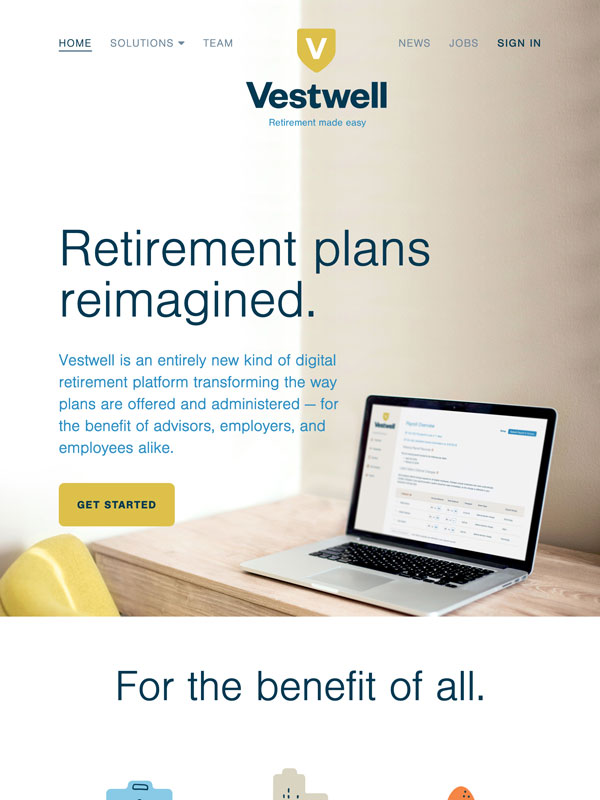 HOME SOLUTIONS TEAM NEWS JOBS SIGN IN
V
Vestwell
Retirement made easy
Retirement plans
reimagined.
Vestwell is an entirely new kind of digital
retirement platform transforming the way
plans are offered and administered — for
the benefit of advisors, employers, and
employees alike.
GET STARTED
Vestwell
Payroll Overview
For the benefit of all.